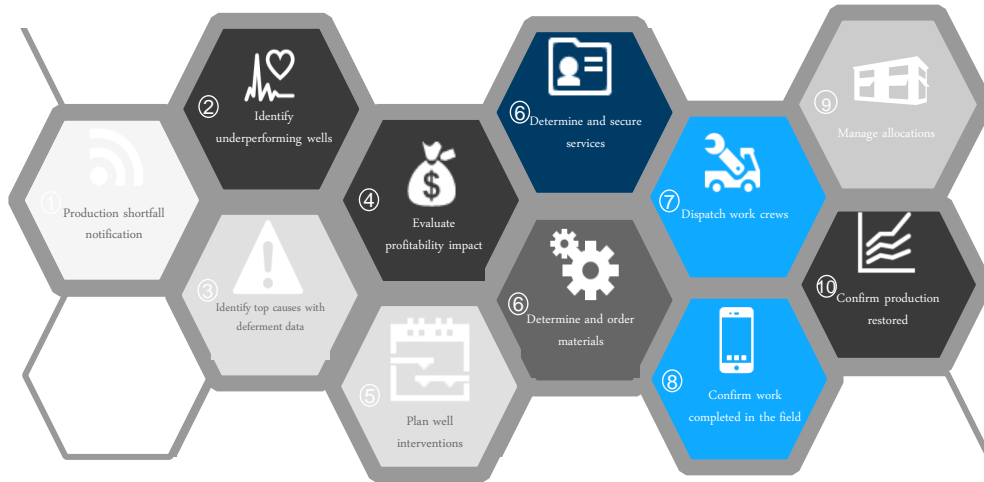 ①
Production shortfall
notification
②
Identify
underperforming wells
③
Identify top causes with
deferment data
④
$
Evaluate
profitability impact
⑤
Plan well
interventions
⑥
Determine and secure
services
⑥
Determine and order
materials
⑦
Dispatch work crews
⑧
Confirm work
completed in the field
⑨
Manage allocations
⑩
Confirm production
restored